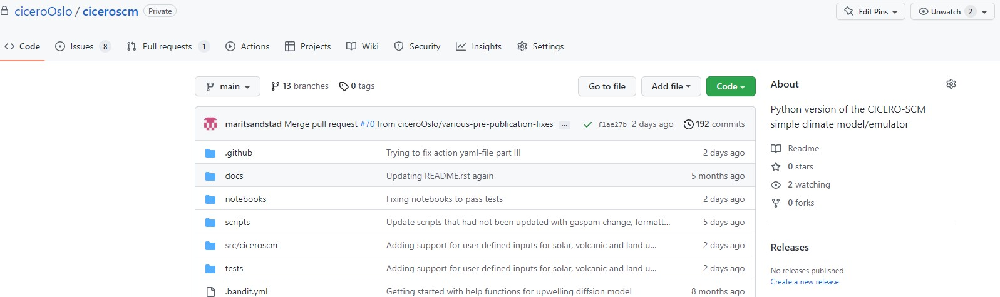 ciceroOslo / ciceroscm Private Edit Pins Unwatch 2
Code Issues 8 Pull requests 1 Actions Projects Wiki Security Insights Settings
main 13 branches 0 tags Go to file Add file Code
maritsandstad Merge pull request #70 from ciceroOslo/various-pre-publication-fixes ... f1ae27b 2 days ago 192 commits
.github Trying to fix action yaml-file part III 2 days ago
docs Updating README.rst again 5 months ago
notebooks Fixing notebooks to pass tests 2 days ago
scripts Update scripts that had not been updated with gaspam change, formatt... 5 days ago
src/ciceroscm Adding support for user defined inputs for solar, volcanic and land u... 2 days ago
tests Adding support for user defined inputs for solar, volcanic and land u... 2 days ago
.bandit.yml Getting started with help functions for upwelling diffsion model 8 months ago
About
Python version of the CICERO-SCM
simple climate model/emulator
Readme
0 stars
2 watching
0 forks
Releases
No releases published
Create a new release